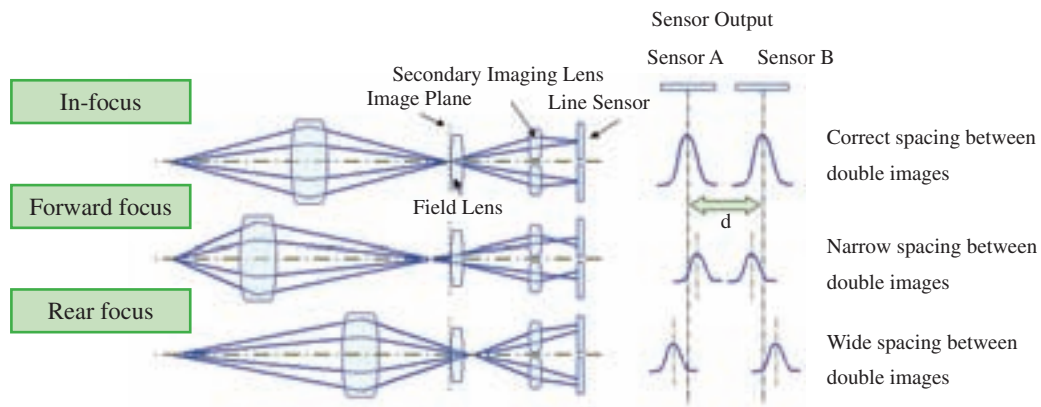 Sensor Output
Sensor A
Sensor B
Secondary Imaging Lens
Image Plane
Line Sensor
In-focus
Correct spacing between
double images
Forward focus
Field Lens
d
Narrow spacing between
double images
Rear focus
Wide spacing between
double images